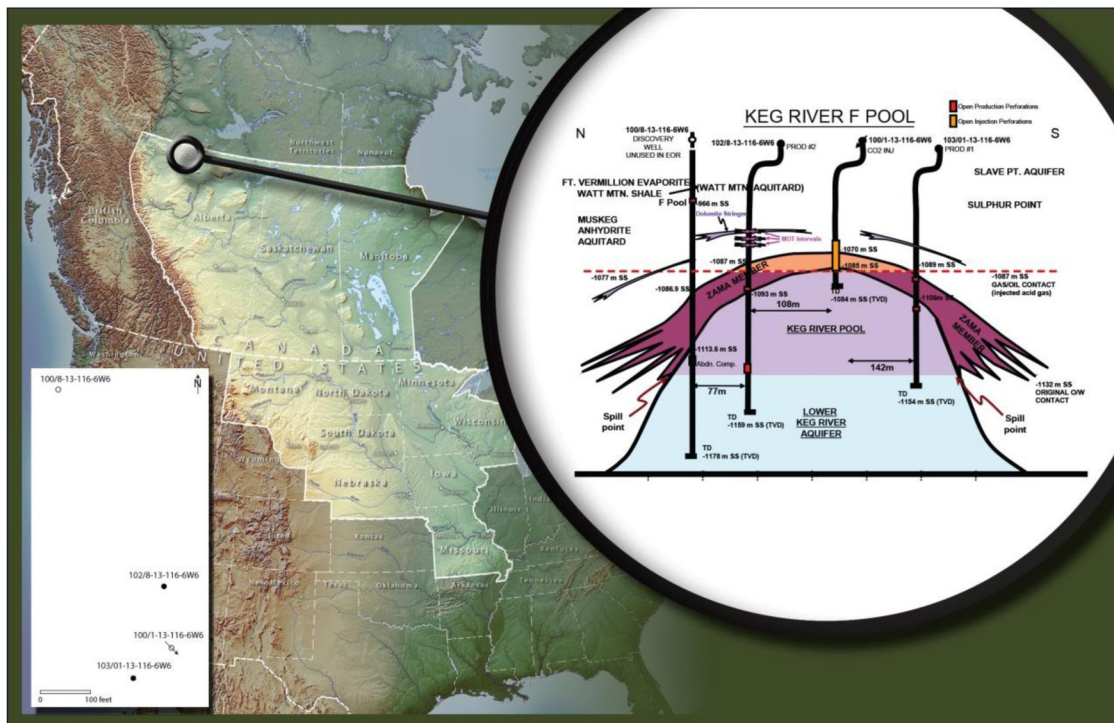 KEG RIVER F POOL
Open Production Perforations
Open Injection Perforations
N
S
100/8-13-116-6W6
DISCOVERY
WELL
UNUSED IN EOR
102/8-13-116-6W6
PROD #2
100/1-13-116-6W6
CO2 INJ
103/01-13-116-6W6
PROD #1
SLAVE PT. AQUIFER
FT. VERMILLION EVAPORITE
WATT MTN. SHALE
(WATT MTN. AQUITARD)
F Pool
-966 m SS
SULPHUR POINT
MUSKEG
ANHYDRITE
AQUITARD
Dolomite Stringer
MDT Intervals
-1070 m SS
-1087 m SS
-1085 m SS
-1089 m SS
-1077 m SS
-1086.9 m SS
-1087 m SS
GAS/OIL CONTACT
(injected acid gas)
ZAMA MEMBER
-1093 m SS
TD
-1084 m SS (TVD)
-1106m SS
108m
KEG RIVER POOL
ZAMA
MEMBER
-1113.6 m SS
Abdn. Comp.
142m
77m
-1132 m SS
ORIGINAL O/W
CONTACT
TD
-1154 m SS (TVD)
Spill
point
TD
-1159 m SS (TVD)
LOWER
KEG RIVER
AQUIFER
Spill
point
TD
-1178 m SS (TVD)
Northwest
Territories
Nunavut
British
Columbia
Alberta
Saskatchewan
Manitoba
Washington
CANADA
UNITED STATES
Montana
North Dakota
Minnesota
South Dakota
Wisconsin
Wyoming
Nebraska
Iowa
Illinois
Colorado
Kansas
Missouri
Kentucky
New Mexico
Texas
Oklahoma
Arkansas
Tennessee
100/8-13-116-6W6
N
102/8-13-116-6W6
100/1-13-116-6W6
103/01-13-116-6W6
0
100 feet